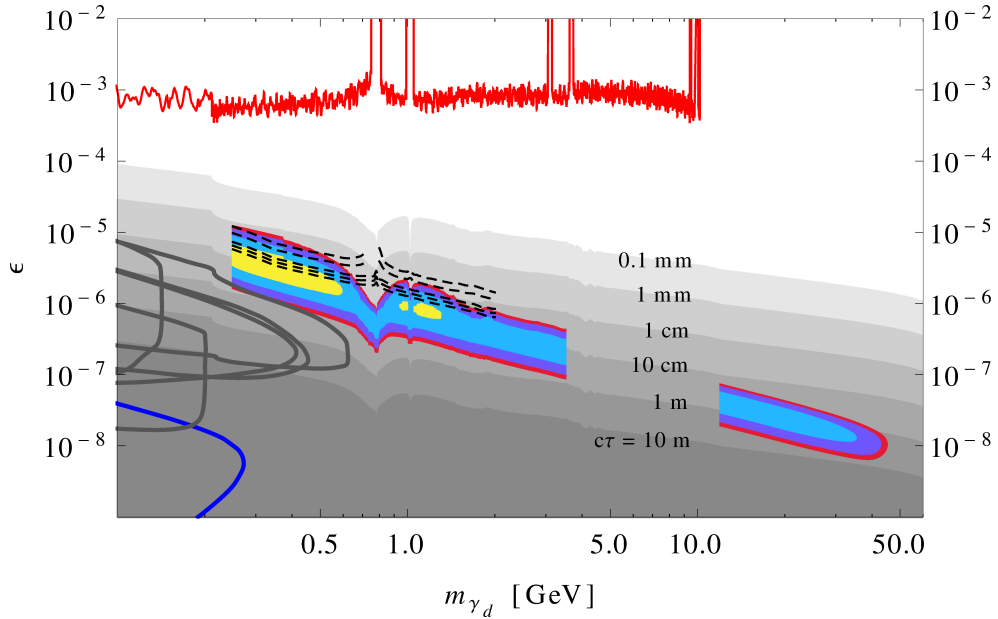 10⁻² 10⁻²
10⁻³ 10⁻³
10⁻⁴ 10⁻⁴
10⁻⁵ 10⁻⁵
0.1 mm
ϵ
1 mm
10⁻⁶ 10⁻⁶
1 cm
10 cm
10⁻⁷ 10⁻⁷
1 m
cτ = 10 m
10⁻⁸ 10⁻⁸
0.5 1.0 5.0 10.0 50.0
m_{γ_d} [GeV]